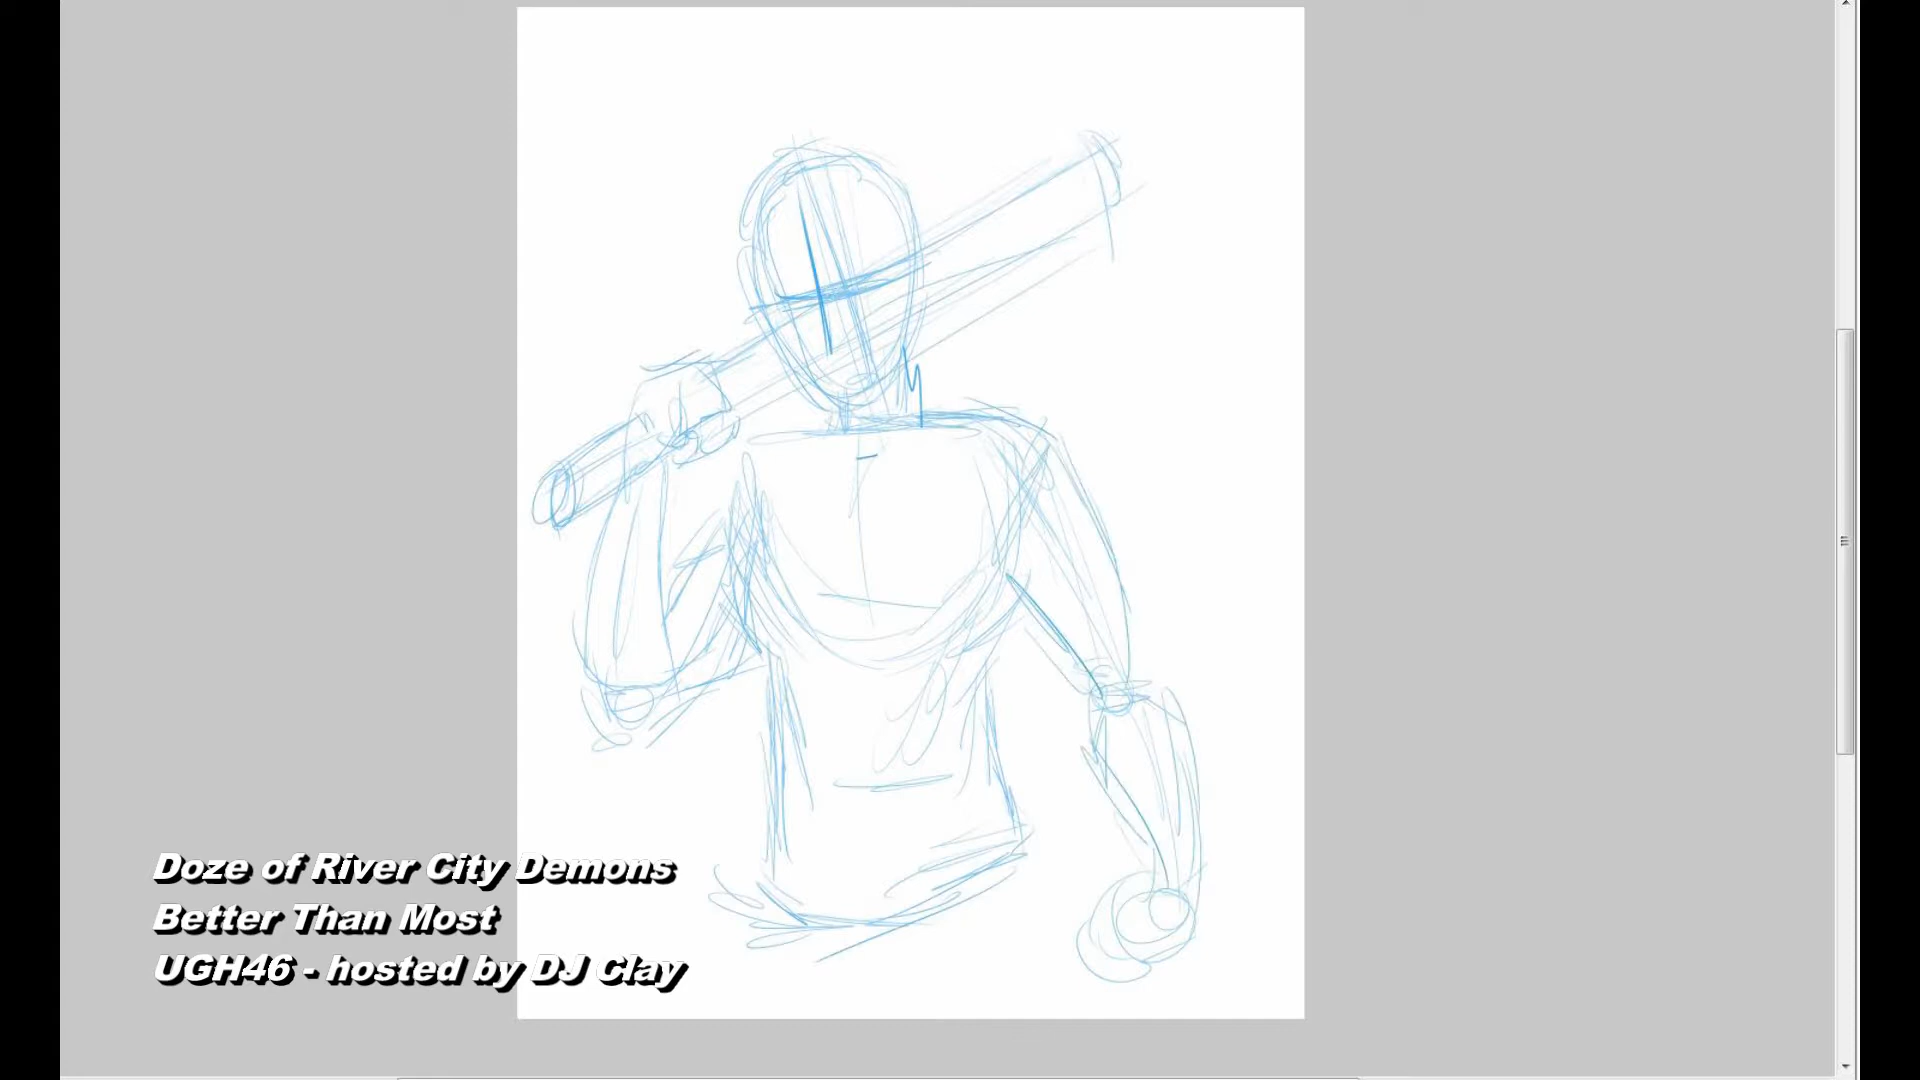 Doze of River City Demons
Better Than Most
UGH46 - hosted by DJ Clay